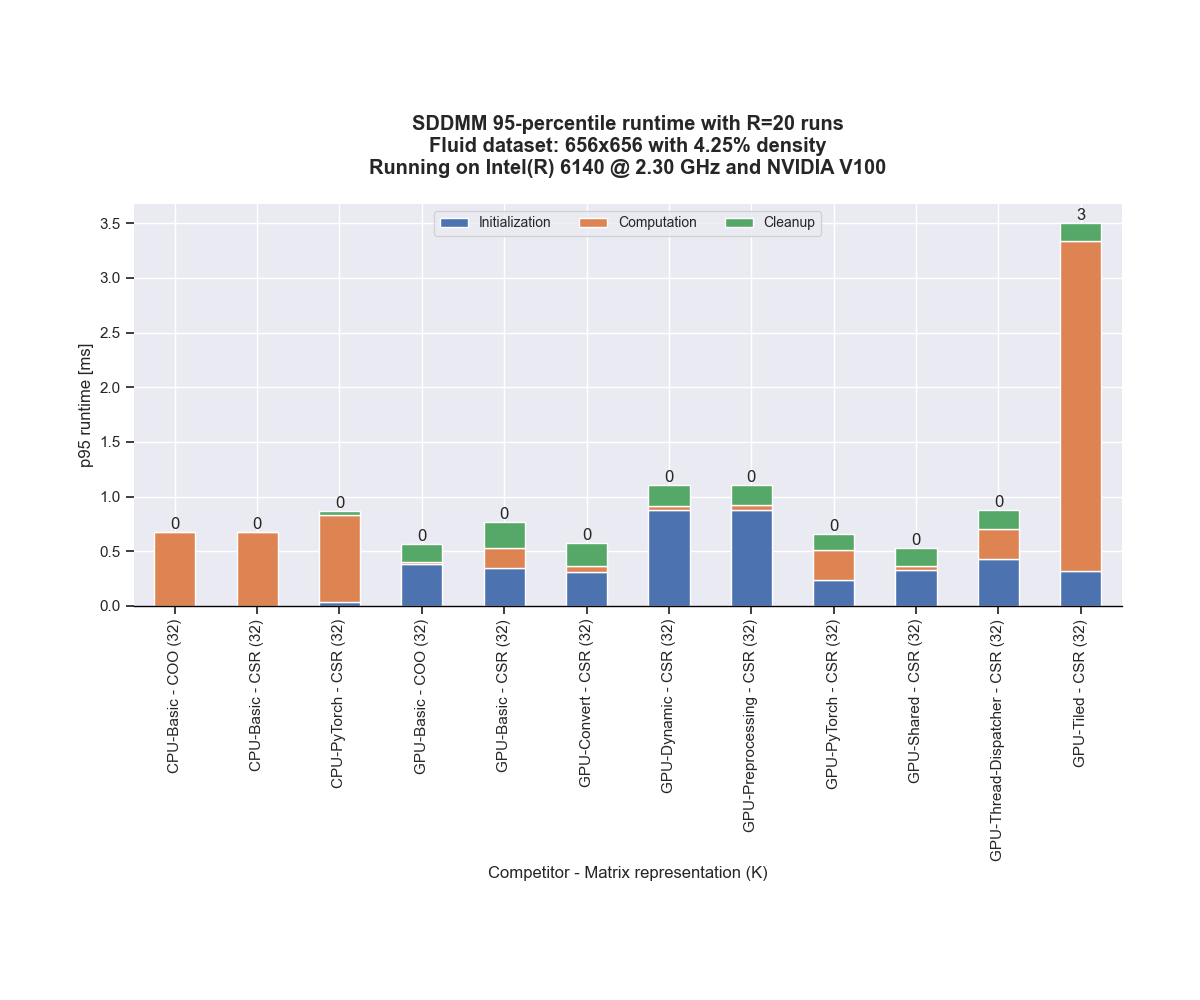 SDDMM 95-percentile runtime with R=20 runs
Fluid dataset: 656x656 with 4.25% density
Running on Intel(R) 6140 @ 2.30 GHz and NVIDIA V100
Initialization Computation Cleanup
p95 runtime [ms]
3.5
3.0
2.5
2.0
1.5
1.0
0.5
0.0
0 0 0 0 0 0 0 0 0 0 0 3
CPU-Basic - COO (32)
CPU-Basic - CSR (32)
CPU-PyTorch - CSR (32)
GPU-Basic - COO (32)
GPU-Basic - CSR (32)
GPU-Convert - CSR (32)
GPU-Dynamic - CSR (32)
GPU-Preprocessing - CSR (32)
GPU-PyTorch - CSR (32)
GPU-Shared - CSR (32)
GPU-Thread-Dispatcher - CSR (32)
GPU-Tiled - CSR (32)
Competitor - Matrix representation (K)